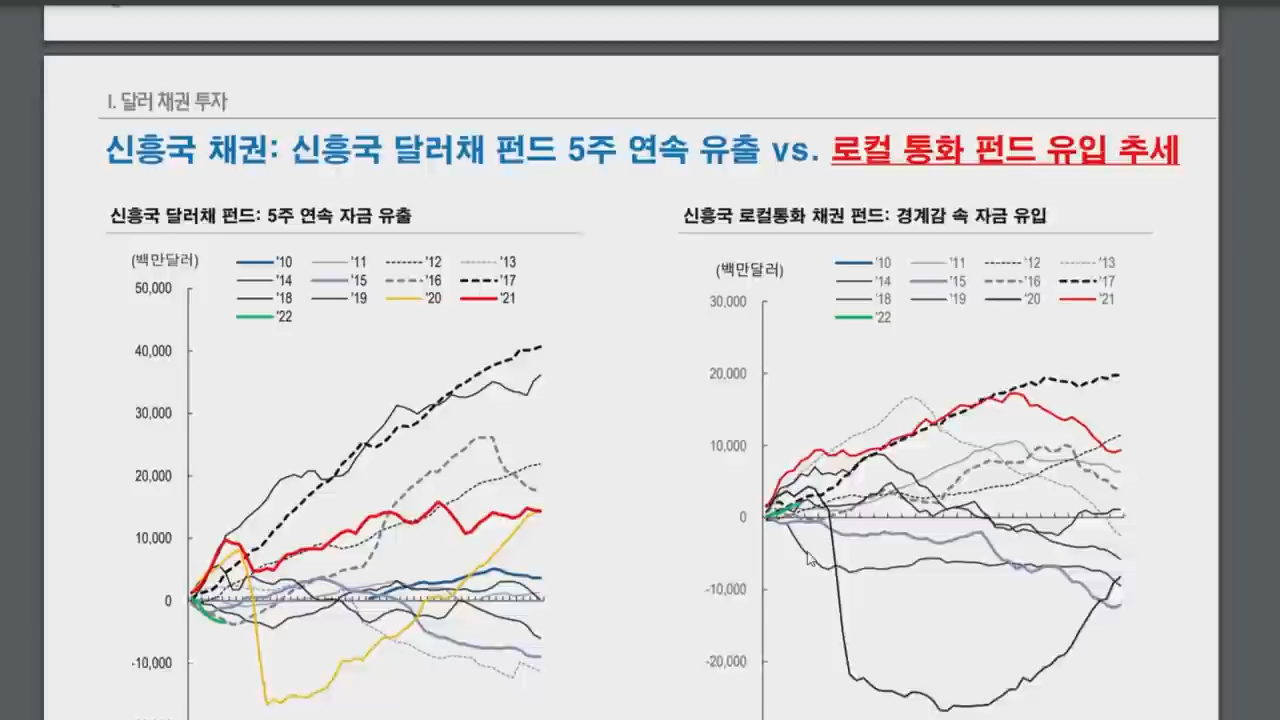 I. 달러 채권 투자
신흥국 채권: 신흥국 달러채 펀드 5주 연속 유출 vs. 로컬 통화 펀드 유입 추세
신흥국 달러채 펀드: 5주 연속 자금 유출
(백만달러)
'10 '11 '12 '13
'14 '15 '16 '17
'18 '19 '20 '21
'22
50,000
40,000
30,000
20,000
10,000
0
-10,000
신흥국 로컬통화 채권 펀드: 경계감 속 자금 유입
(백만달러)
'10 '11 '12 '13
'14 '15 '16 '17
'18 '19 '20 '21
'22
30,000
20,000
10,000
0
-10,000
-20,000